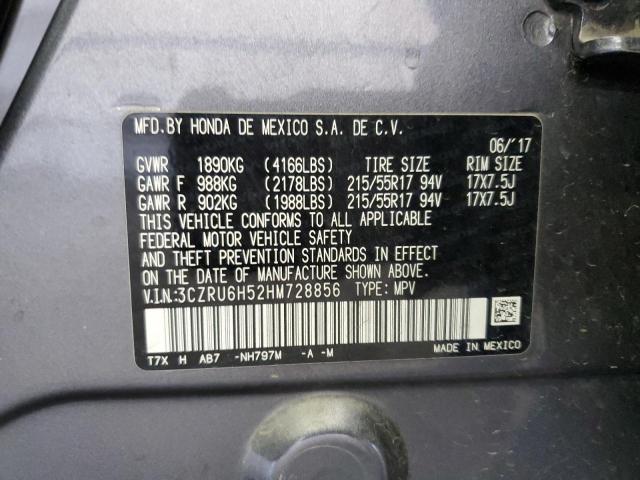 MFD.BY HONDA DE MEXICO S.A. DE C.V.
06/'17
GVWR 1890KG (4166LBS) TIRE SIZE RIM SIZE
GAWR F 988KG (2178LBS) 215/55R17 94V 17X7.5J
GAWR R 902KG (1988LBS) 215/55R17 94V 17X7.5J
THIS VEHICLE CONFORMS TO ALL APPLICABLE
FEDERAL MOTOR VEHICLE SAFETY
AND THEFT PREVENTION STANDARDS IN EFFECT
ON THE DATE OF MANUFACTURE SHOWN ABOVE.
V.I.N.:3CZRU6H52HM728856 TYPE: MPV
T7X H AB7 -NH797M -A -M
MADE IN MEXICO